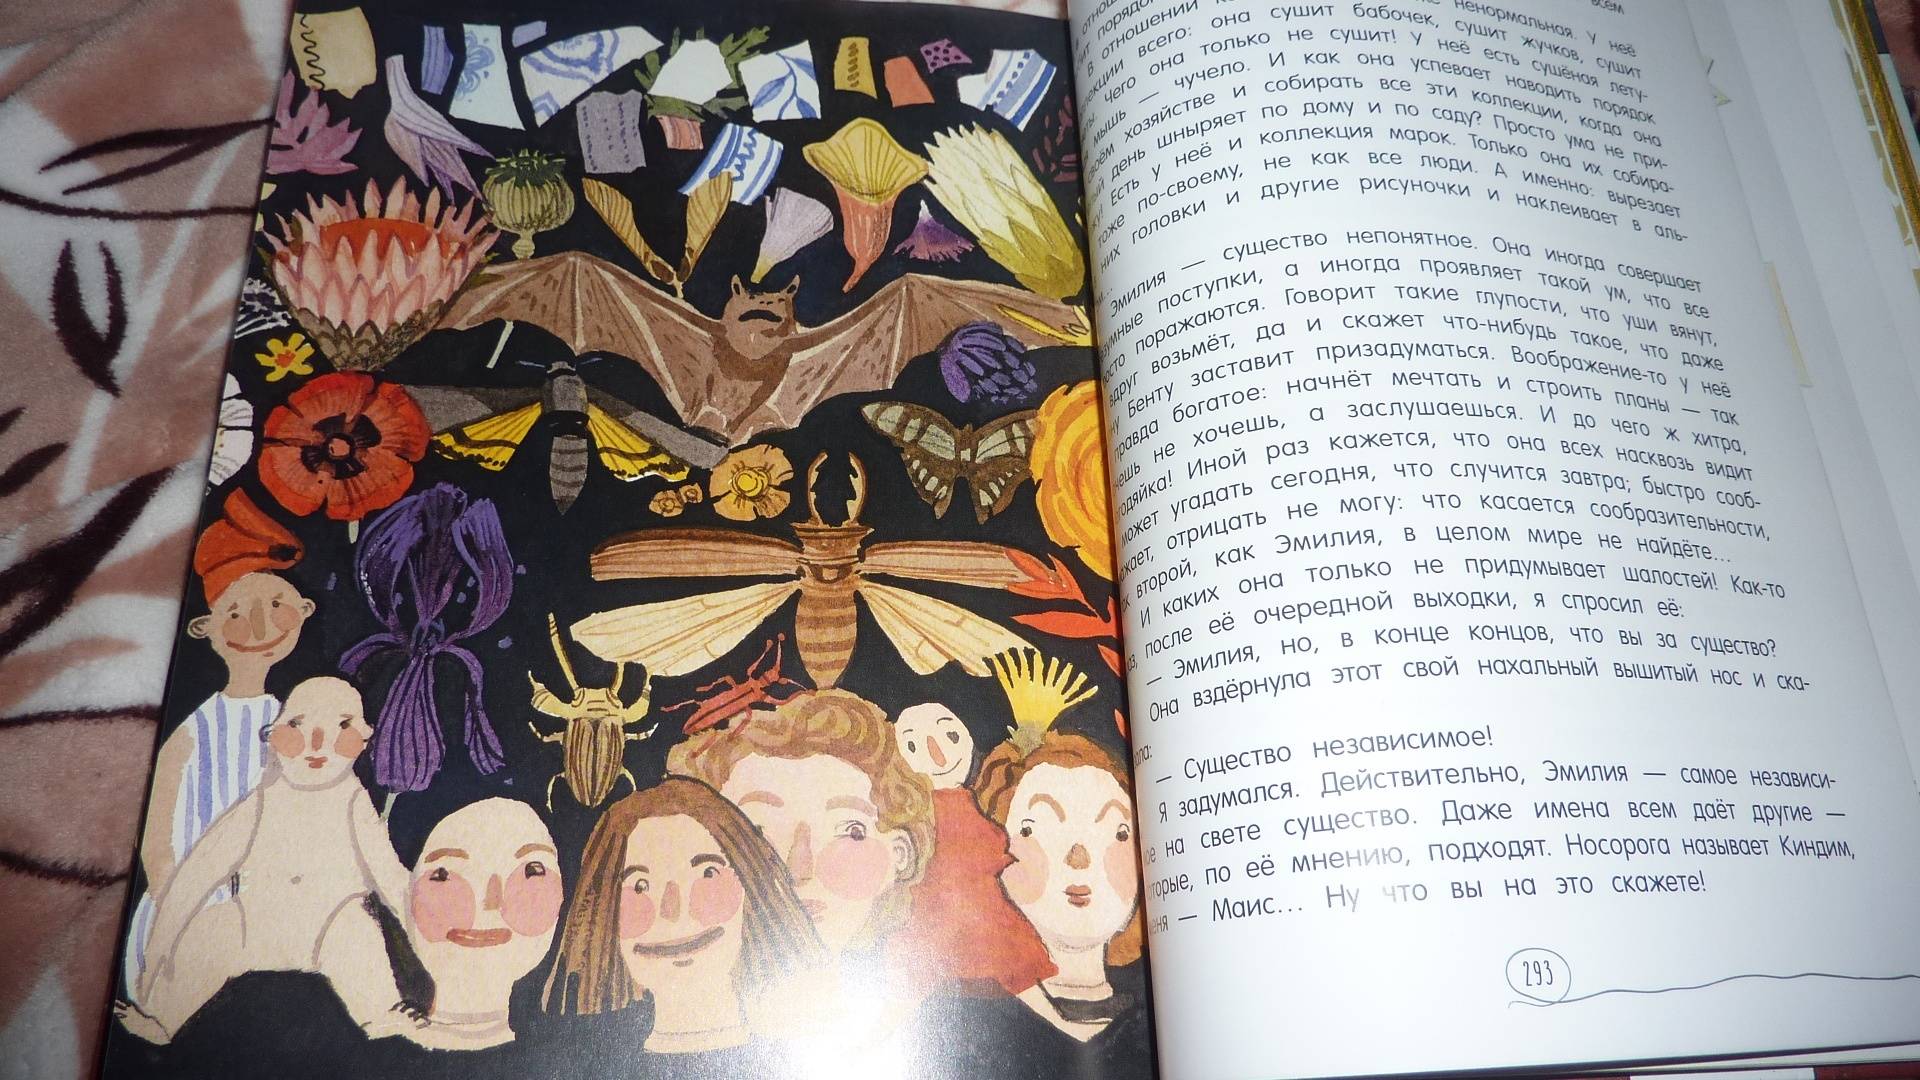 всем
ненормальная. У неё
порядок
в отношении
всего: она сушит бабочек, сушит жучков, сушит
чего она только не сушит! У неё есть сушёная лету-
мышь — чучело. И как она успевает наводить порядок
хозяйстве и собирать все эти коллекции, когда она
день шныряет по дому и по саду? Просто ума не при-
Есть у неё и коллекция марок. Только она их собира-
тоже по-своему, не как все люди. А именно: вырезает
них головки и другие рисуночки и наклеивает в аль-
Эмилия — существо непонятное. Она иногда совершает
поступки, а иногда проявляет такой ум, что все
поражаются. Говорит такие глупости, что уши вянут,
вдруг возьмёт, да и скажет что-нибудь такое, что даже
Бенту заставит призадуматься. Воображение-то у неё
богатое: начнёт мечтать и строить планы — так
не хочешь, а заслушаешься. И до чего ж хитра,
Иной раз кажется, что она всех насквозь видит
может угадать сегодня, что случится завтра; быстро сооб-
отрицать не могу: что касается сообразительности,
второй, как Эмилия, в целом мире не найдёте...
И каких она только не придумывает шалостей! Как-то
после её очередной выходки, я спросил её:
— Эмилия, но, в конце концов, что вы за существо?
Она вздёрнула этот свой нахальный вышитый нос и ска-
— Существо независимое!
Я задумался. Действительно, Эмилия — самое независи-
на свете существо. Даже имена всем даёт другие —
по её мнению, подходят. Носорога называет Киндим,
— Маис... Ну что вы на это скажете!
293